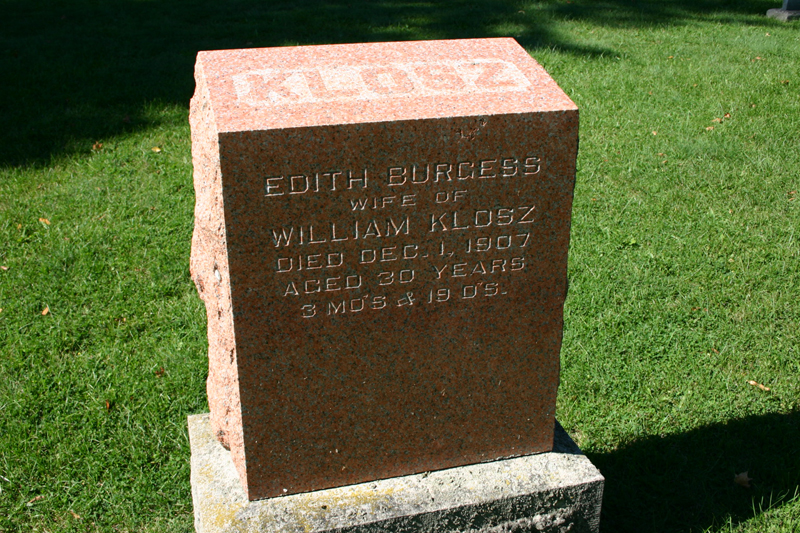 KLOSZ
EDITH BURGESS
WIFE OF
WILLIAM KLOSZ
DIED DEC. 1, 1907
AGED 30 YEARS
3 MO'S & 19 D'S.